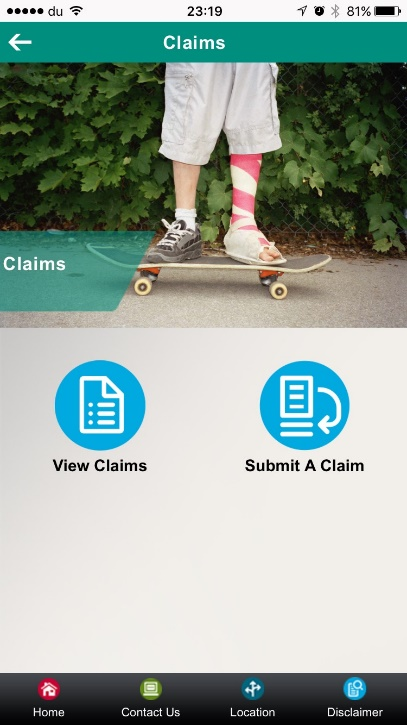 du 23:19 81%
Claims
Claims
View Claims Submit A Claim
Home Contact Us Location Disclaimer